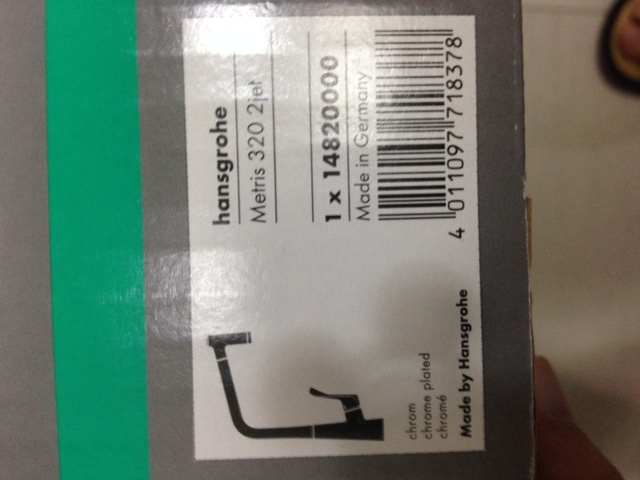 hansgrohe
Metris 320 2jet
1 x 14820000
Made in Germany
4 011097 718378
chrom
chrome plated
chromé
Made by Hansgrohe